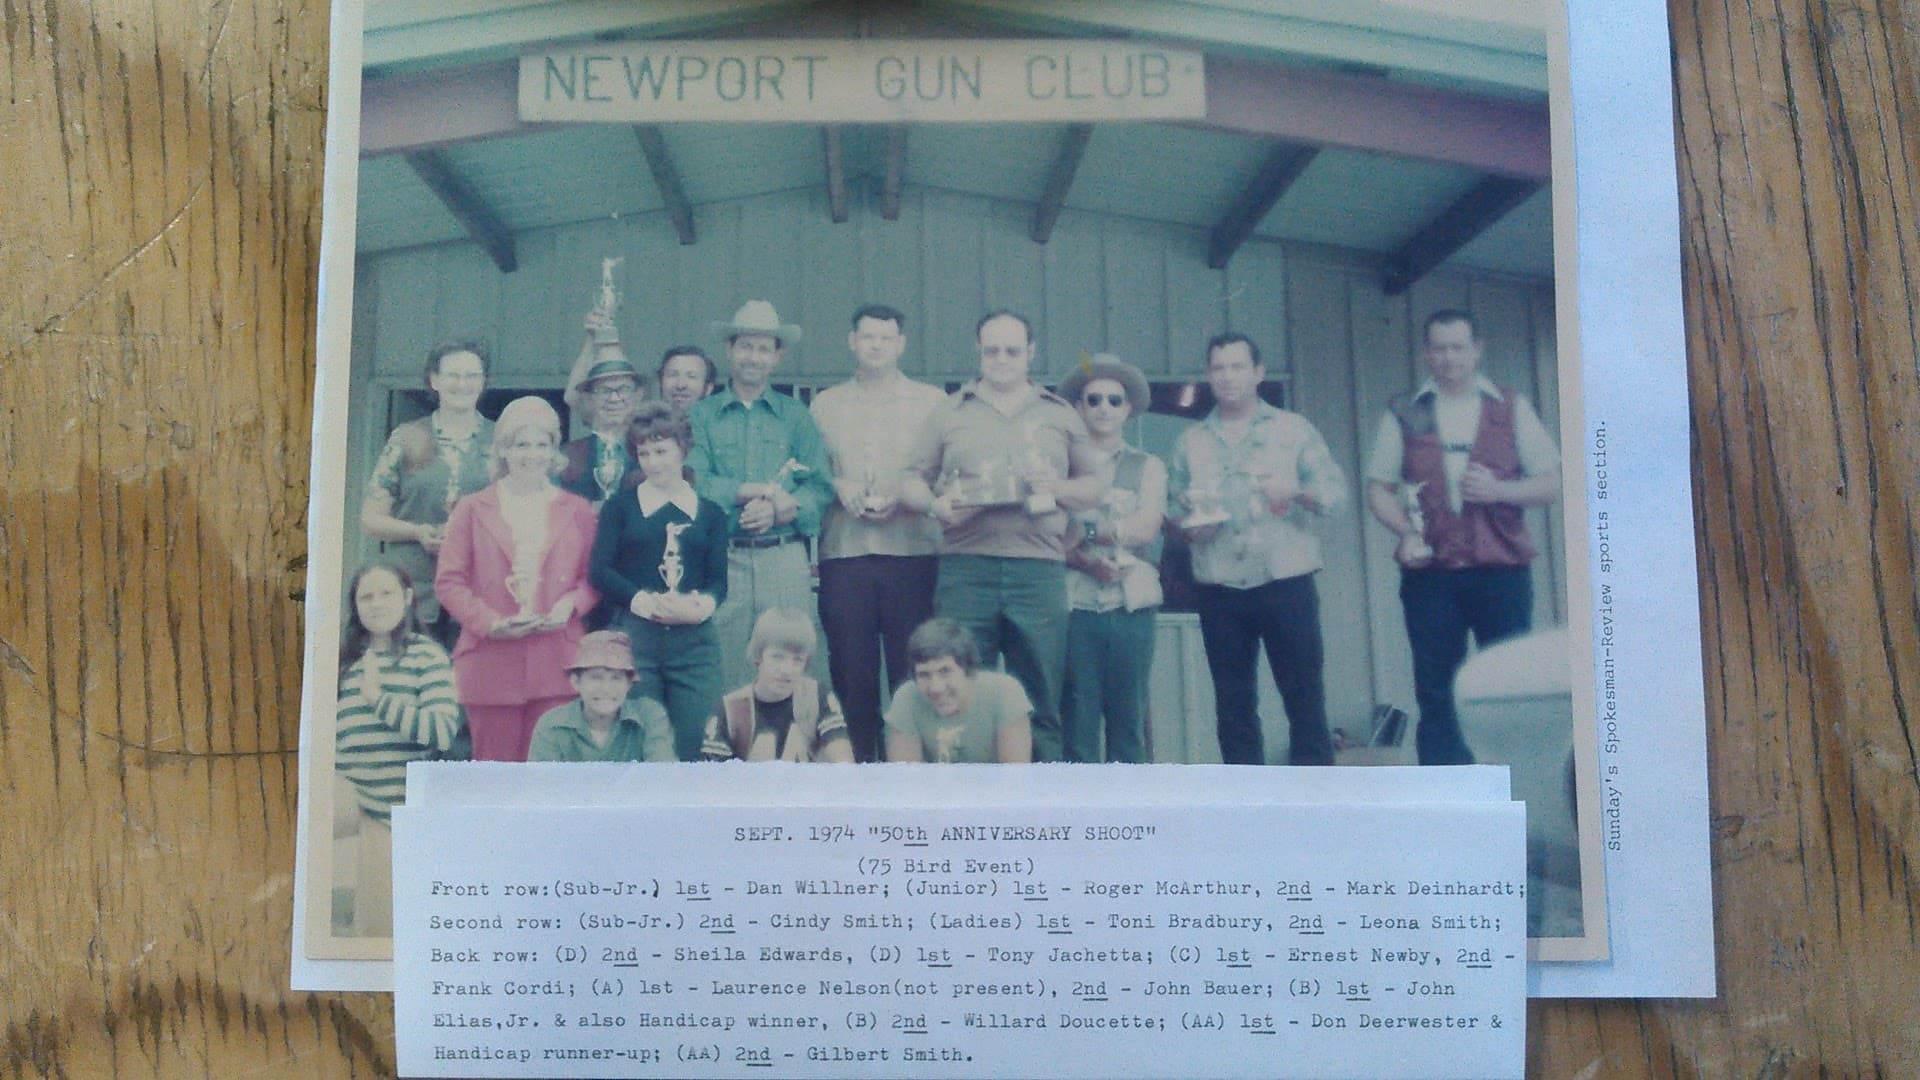 NEWPORT GUN CLUB
SEPT. 1974 "50th ANNIVERSARY SHOOT"
(75 Bird Event)
Front row:(Sub-Jr.) 1st - Dan Willner; (Junior) 1st - Roger McArthur, 2nd - Mark Deinhardt;
Second row: (Sub-Jr.) 2nd - Cindy Smith; (Ladies) 1st - Toni Bradbury, 2nd - Leona Smith;
Back row: (D) 2nd - Sheila Edwards, (D) 1st - Tony Jachetta; (C) 1st - Ernest Newby, 2nd -
Frank Cordi; (A) 1st - Laurence Nelson(not present), 2nd - John Bauer; (B) 1st - John
Elias,Jr. & also Handicap winner, (B) 2nd - Willard Doucette; (AA) 1st - Don Deerwester &
Handicap runner-up; (AA) 2nd - Gilbert Smith.
Sunday's Spokesman-Review sports section.